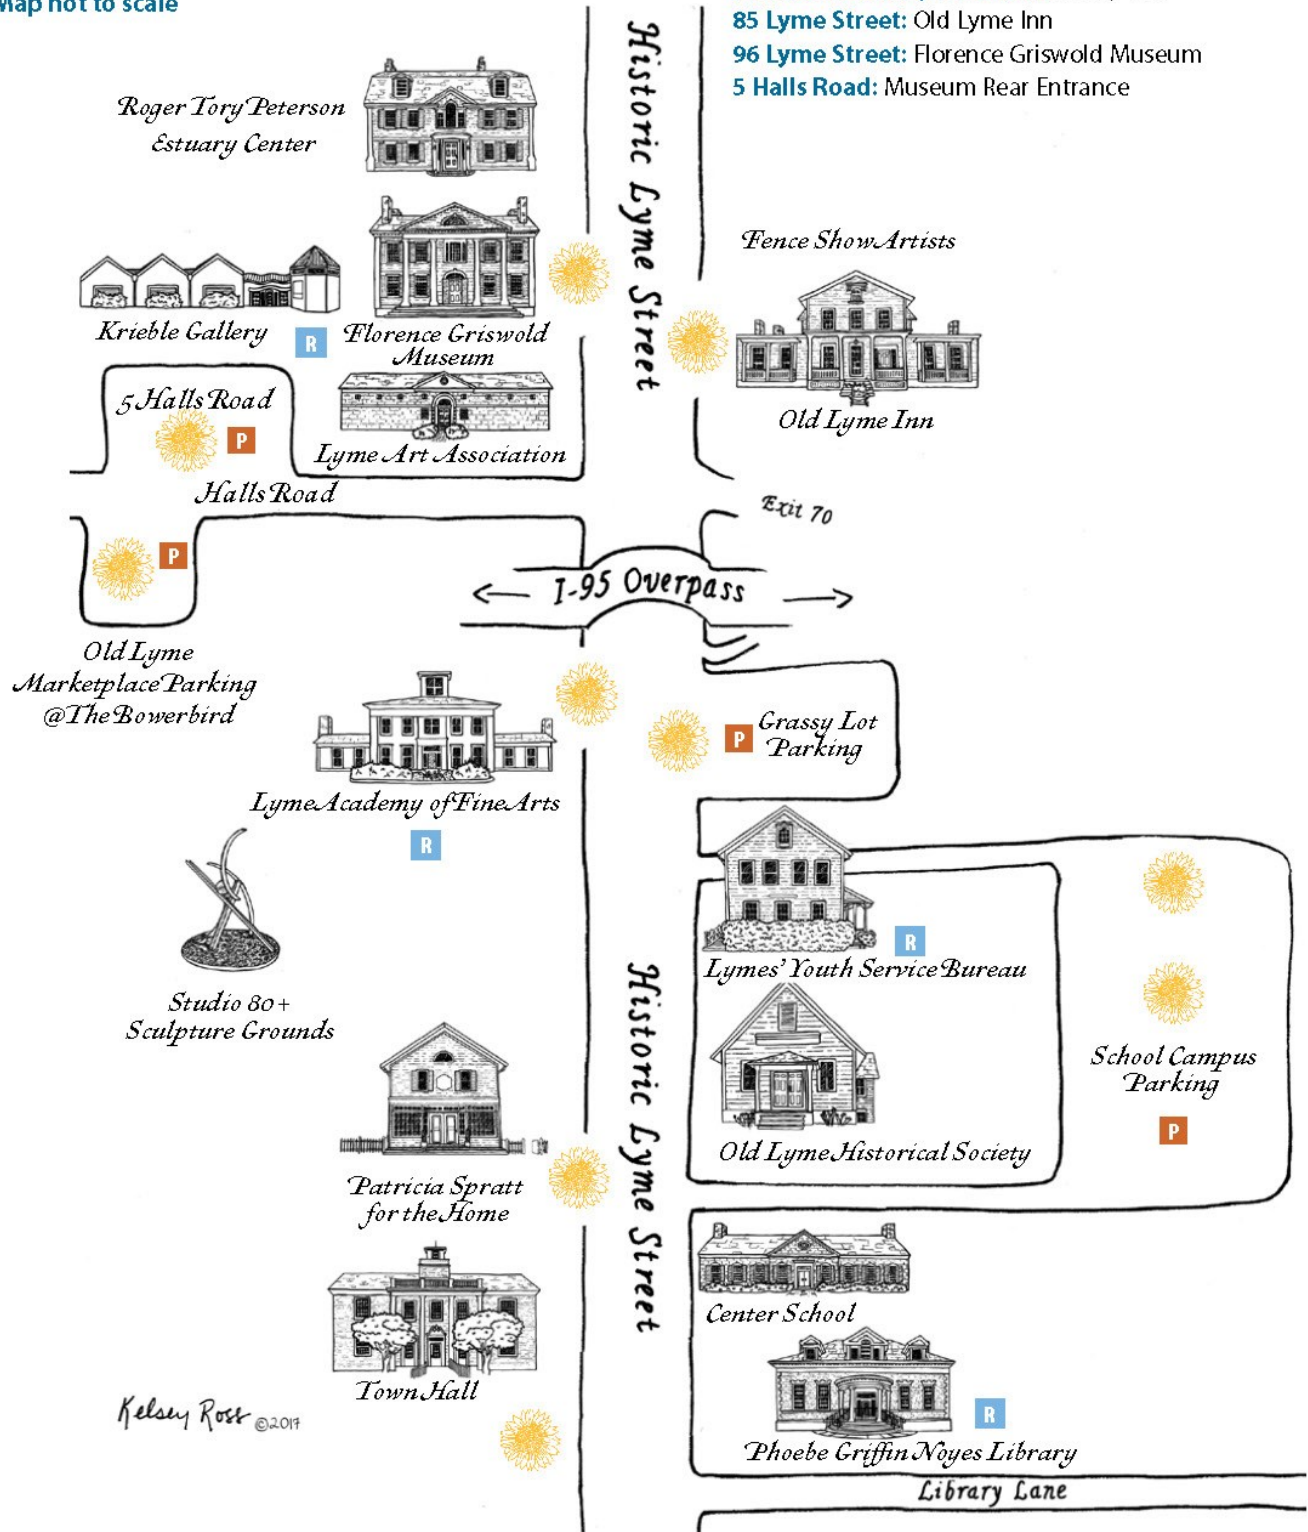 Map not to scale
85 Lyme Street: Old Lyme Inn
96 Lyme Street: Florence Griswold Museum
5 Halls Road: Museum Rear Entrance
Historic Lyme Street
Roger Tory Peterson
Estuary Center
Fence Show Artists
Krieble Gallery
R
Florence Griswold
Museum
Old Lyme Inn
5 Halls Road
P
Lyme Art Association
Halls Road
Exit 70
P
I-95 Overpass
Old Lyme
Marketplace Parking
@The Bowerbird
P
Grassy Lot
Parking
Lyme Academy of Fine Arts
R
R
Lymes' Youth Service Bureau
Studio 80+
Sculpture Grounds
Historic Lyme Street
School Campus
Parking
P
Old Lyme Historical Society
Patricia Spratt
for the Home
Center School
Town Hall
Kelsey Ross ©2017
R
Phoebe Griffin Noyes Library
Library Lane